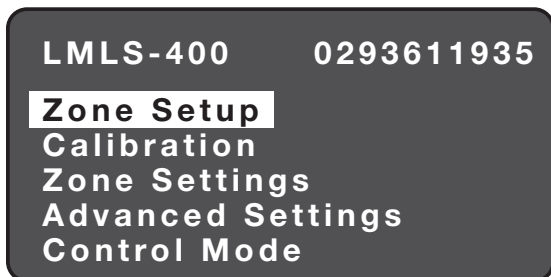 LMLS-400 0293611935
Zone Setup
Calibration
Zone Settings
Advanced Settings
Control Mode